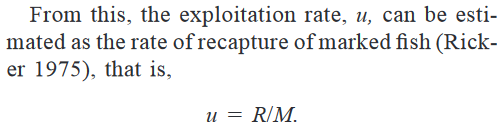 From this, the exploitation rate, u, can be esti-
mated as the rate of recapture of marked fish (Rick-
er 1975), that is,
u = R/M.